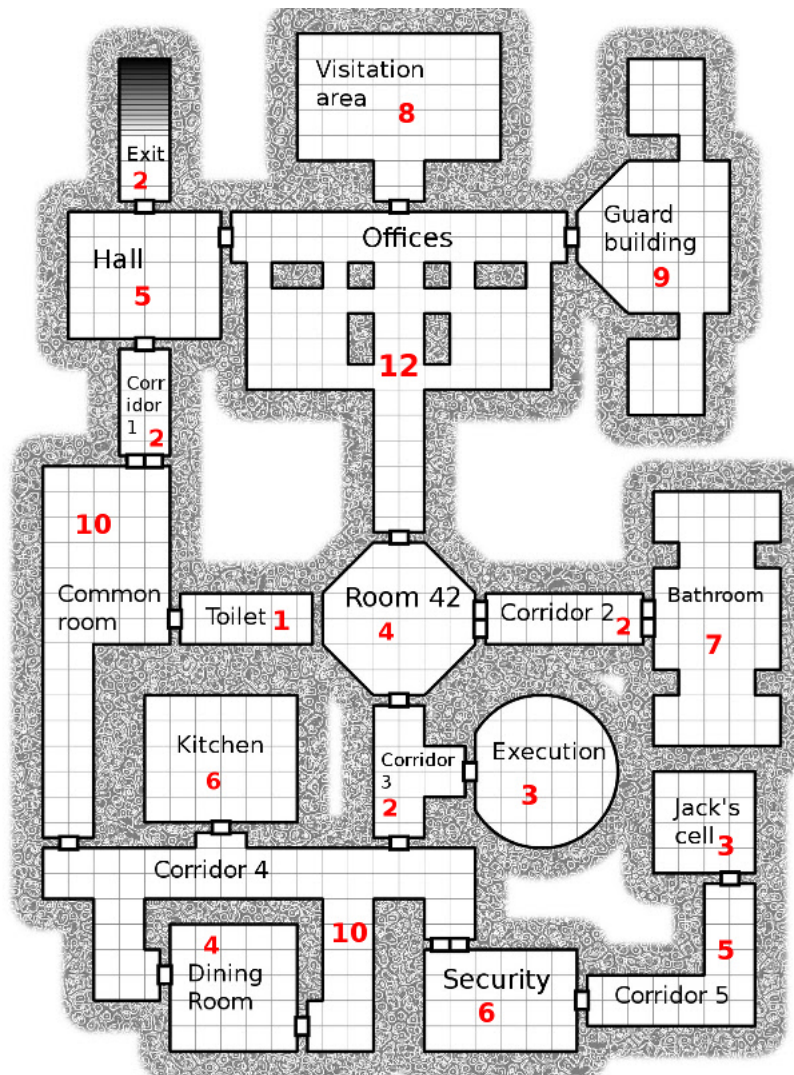 Visitation
area
8
Exit
2
Guard
building
9
Offices
12
Hall
5
Corr
idor
1
2
10
Common
room
Toilet 1
Room 42
4
Corridor 2
2
Bathroom
7
Kitchen
6
Corridor
3
2
Execution
3
Jack's
cell
3
Corridor 4
10
4
Dining
Room
Security
6
5
Corridor 5